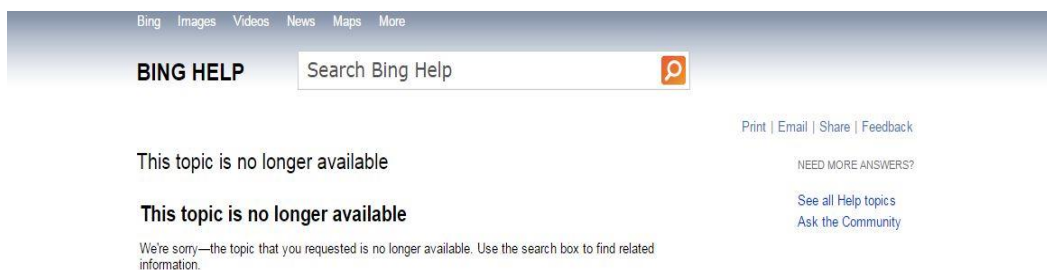 Bing Images Videos News Maps More
BING HELP Search Bing Help
Print | Email | Share | Feedback
This topic is no longer available
NEED MORE ANSWERS?
This topic is no longer available
See all Help topics
Ask the Community
We're sorry—the topic that you requested is no longer available. Use the search box to find related
information.